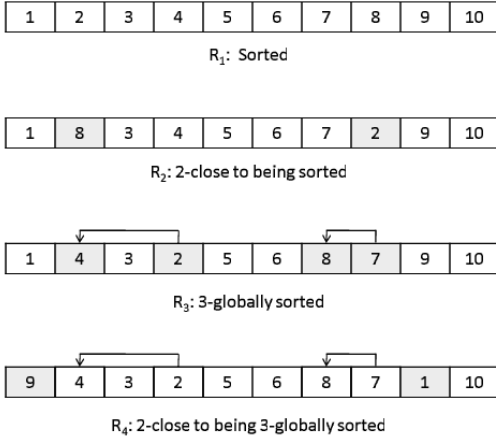 1 2 3 4 5 6 7 8 9 10
R₁: Sorted
1 8 3 4 5 6 7 2 9 10
R₂: 2-close to being sorted
1 4 3 2 5 6 8 7 9 10
R₃: 3-globally sorted
9 4 3 2 5 6 8 7 1 10
R₄: 2-close to being 3-globally sorted